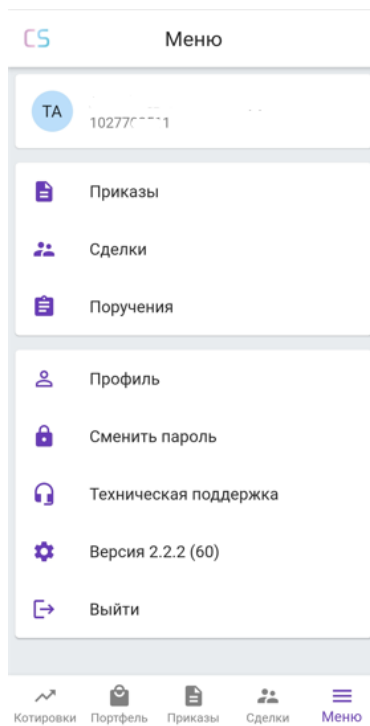 CS
Меню
TA
Приказы
Сделки
Поручения
Профиль
Сменить пароль
Техническая поддержка
Версия 2.2.2 (60)
Выйти
Котировки Портфель Приказы Сделки Меню